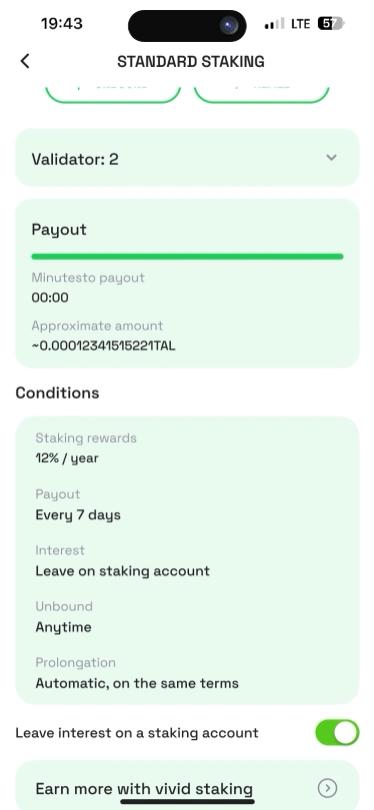 19:43
LTE 57
STANDARD STAKING
Validator: 2
Payout
Minutesto payout
00:00
Approximate amount
~0.00012341515221TAL
Conditions
Staking rewards
12% / year
Payout
Every 7 days
Interest
Leave on staking account
Unbound
Anytime
Prolongation
Automatic, on the same terms
Leave interest on a staking account
Earn more with vivid staking